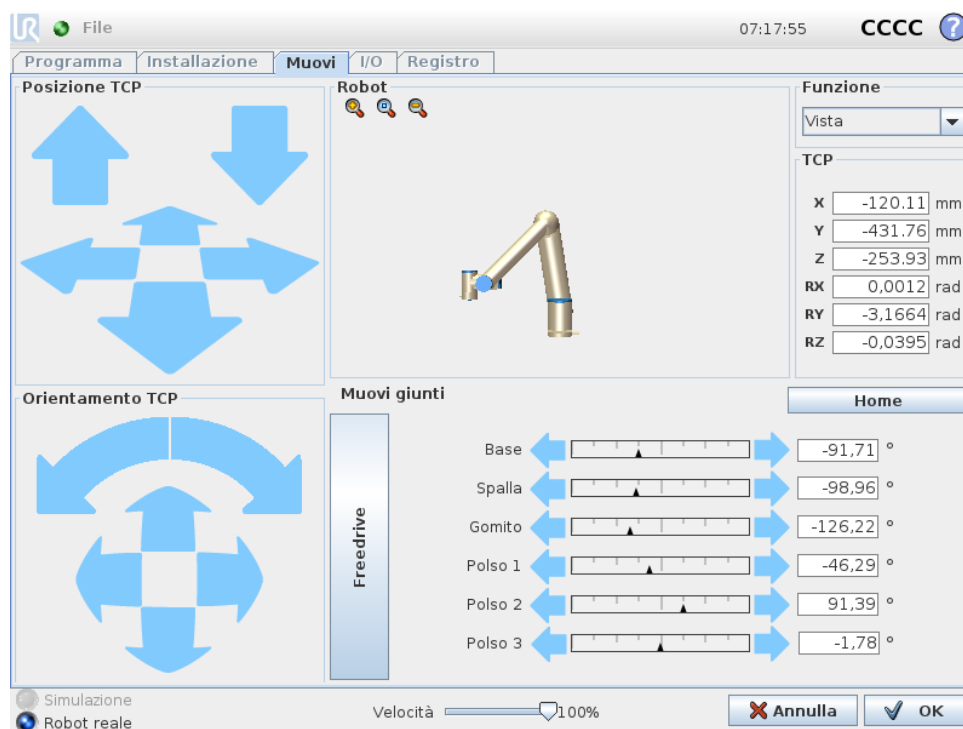 UR File 07:17:55 CCCC ?
Programma Installazione Muovi I/O Registro
Posizione TCP
Robot
Funzione
Vista
TCP
X -120.11 mm
Y -431.76 mm
Z -253.93 mm
RX 0,0012 rad
RY -3,1664 rad
RZ -0,0395 rad
Orientamento TCP
Muovi giunti
Home
Freedrive
Base -91,71 °
Spalla -98,96 °
Gomito -126,22 °
Polso 1 -46,29 °
Polso 2 91,39 °
Polso 3 -1,78 °
Simulazione
Robot reale
Velocità 100%
Annulla
OK